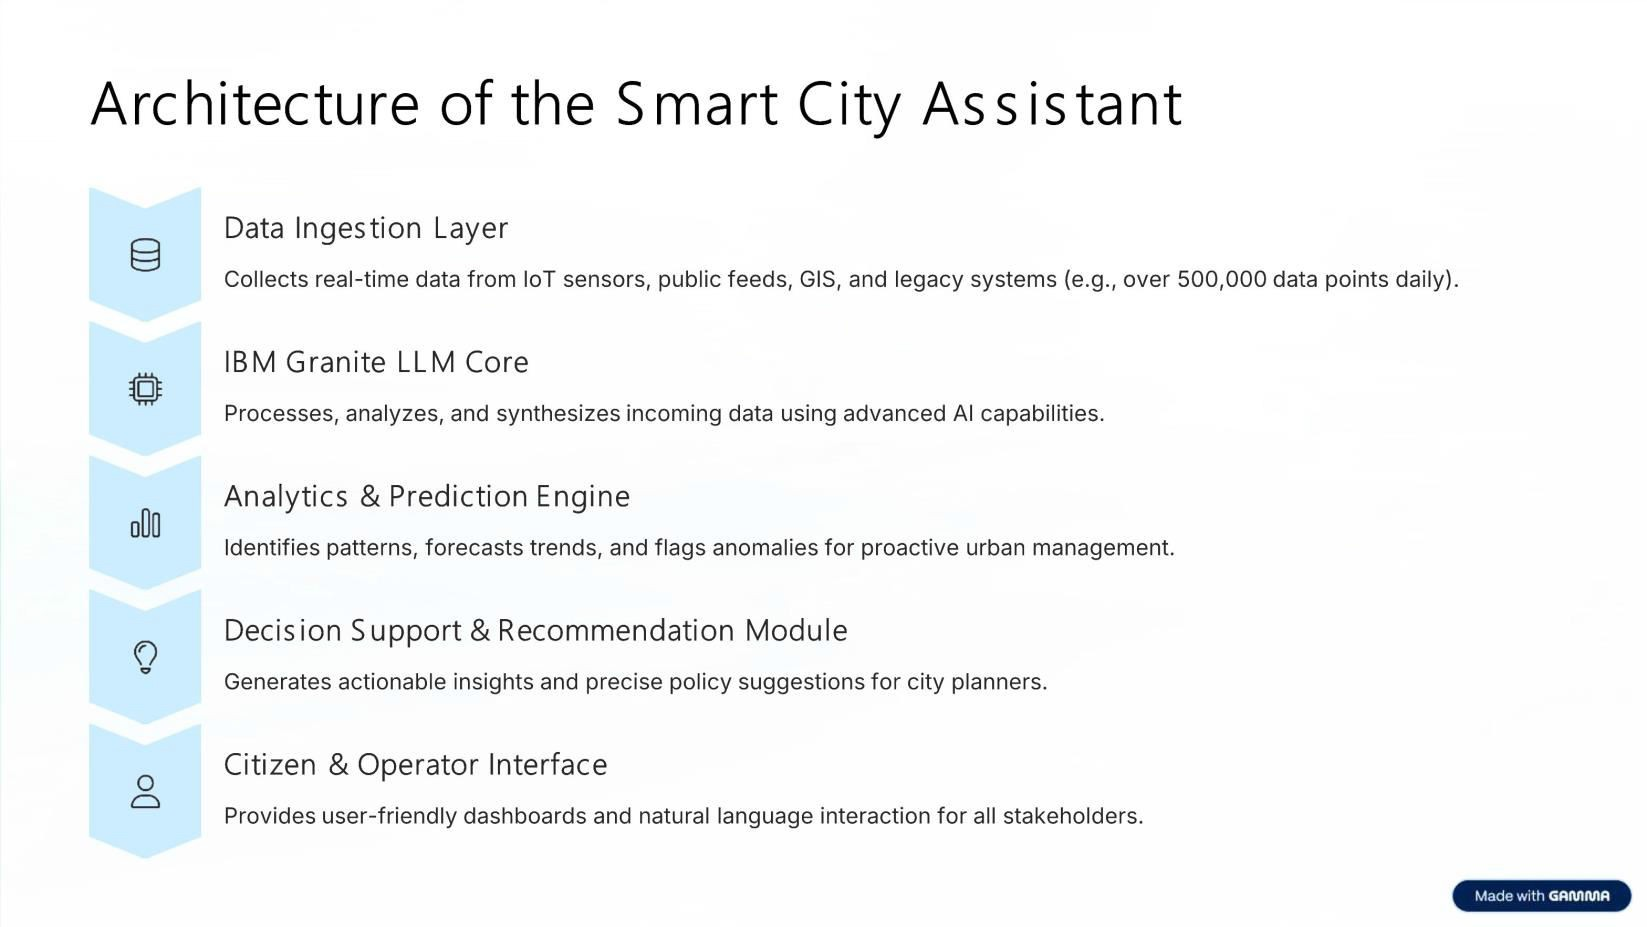 Architecture of the Smart City Assistant
Data Ingestion Layer
Collects real-time data from IoT sensors, public feeds, GIS, and legacy systems (e.g., over 500,000 data points daily).
IBM Granite LLM Core
Processes, analyzes, and synthesizes incoming data using advanced AI capabilities.
Analytics & Prediction Engine
Identifies patterns, forecasts trends, and flags anomalies for proactive urban management.
Decision Support & Recommendation Module
Generates actionable insights and precise policy suggestions for city planners.
Citizen & Operator Interface
Provides user-friendly dashboards and natural language interaction for all stakeholders.
Made with GAMMA